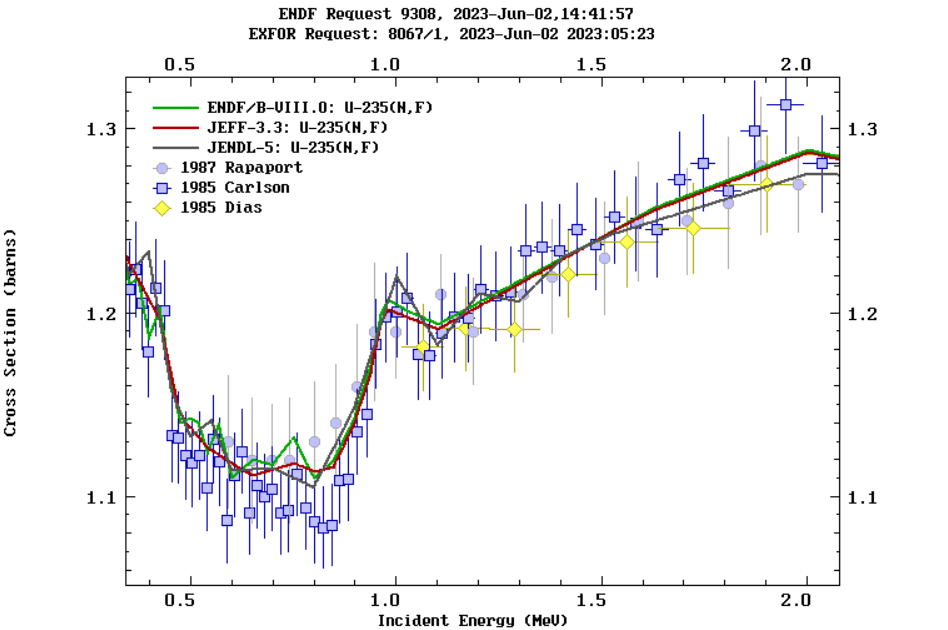 ENDF Request 9308, 2023-Jun-02,14:41:57
EXFOR Request: 8067/1, 2023-Jun-02 2023:05:23
0.5 1.0 1.5 2.0
ENDF/B-VIII.0: U-235(N,F)
JEFF-3.3: U-235(N,F)
JENDL-5: U-235(N,F)
1987 Rapaport
1985 Carlson
1985 Dias
1.3 1.3
1.2 1.2
1.1 1.1
Cross Section (barns)
0.5 1.0 1.5 2.0
Incident Energy (MeV)